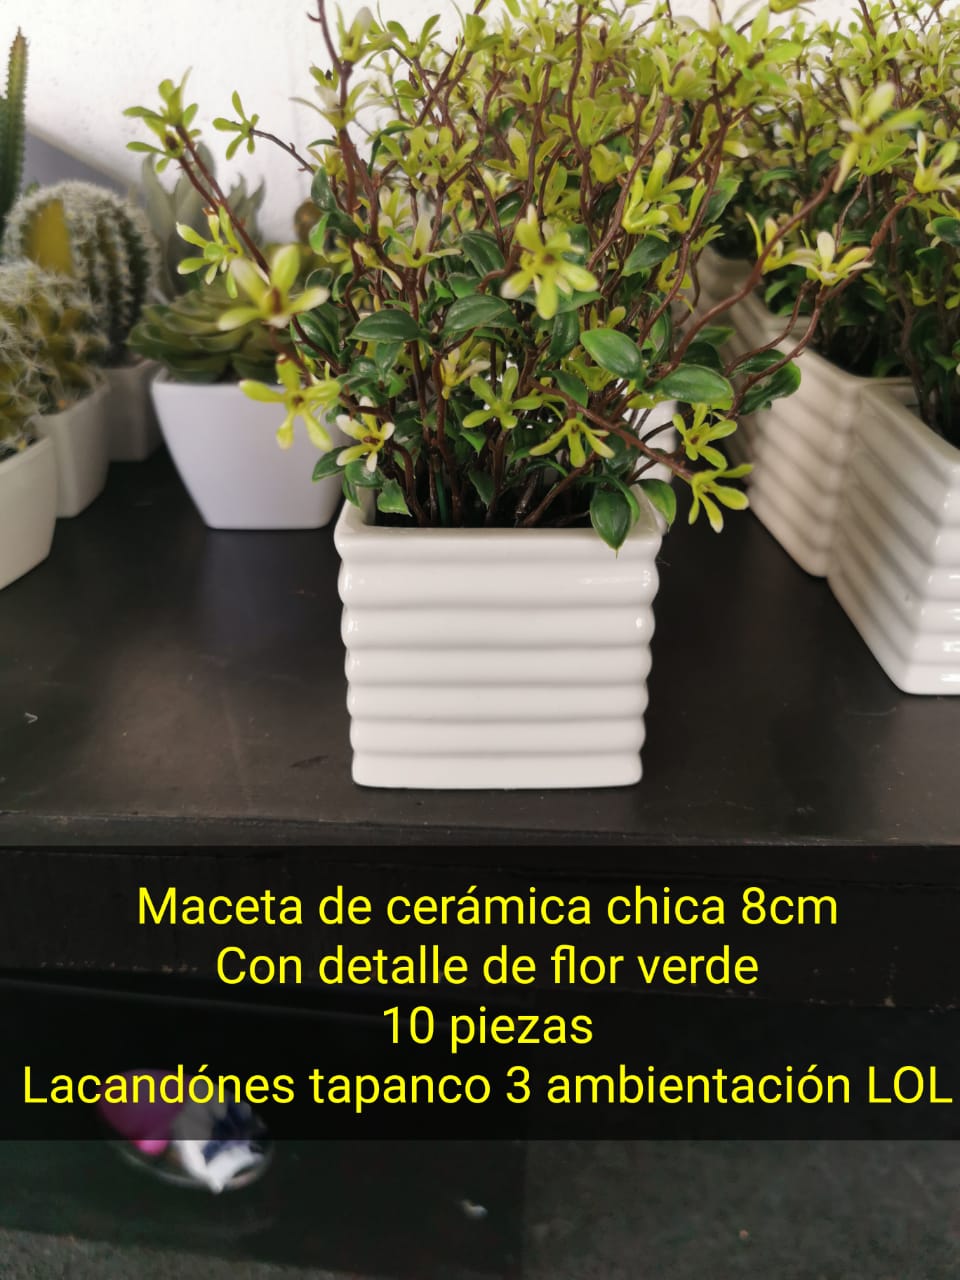 Maceta de cerámica chica 8cm
Con detalle de flor verde
10 piezas
Lacandónes tapanco 3 ambientación LOL